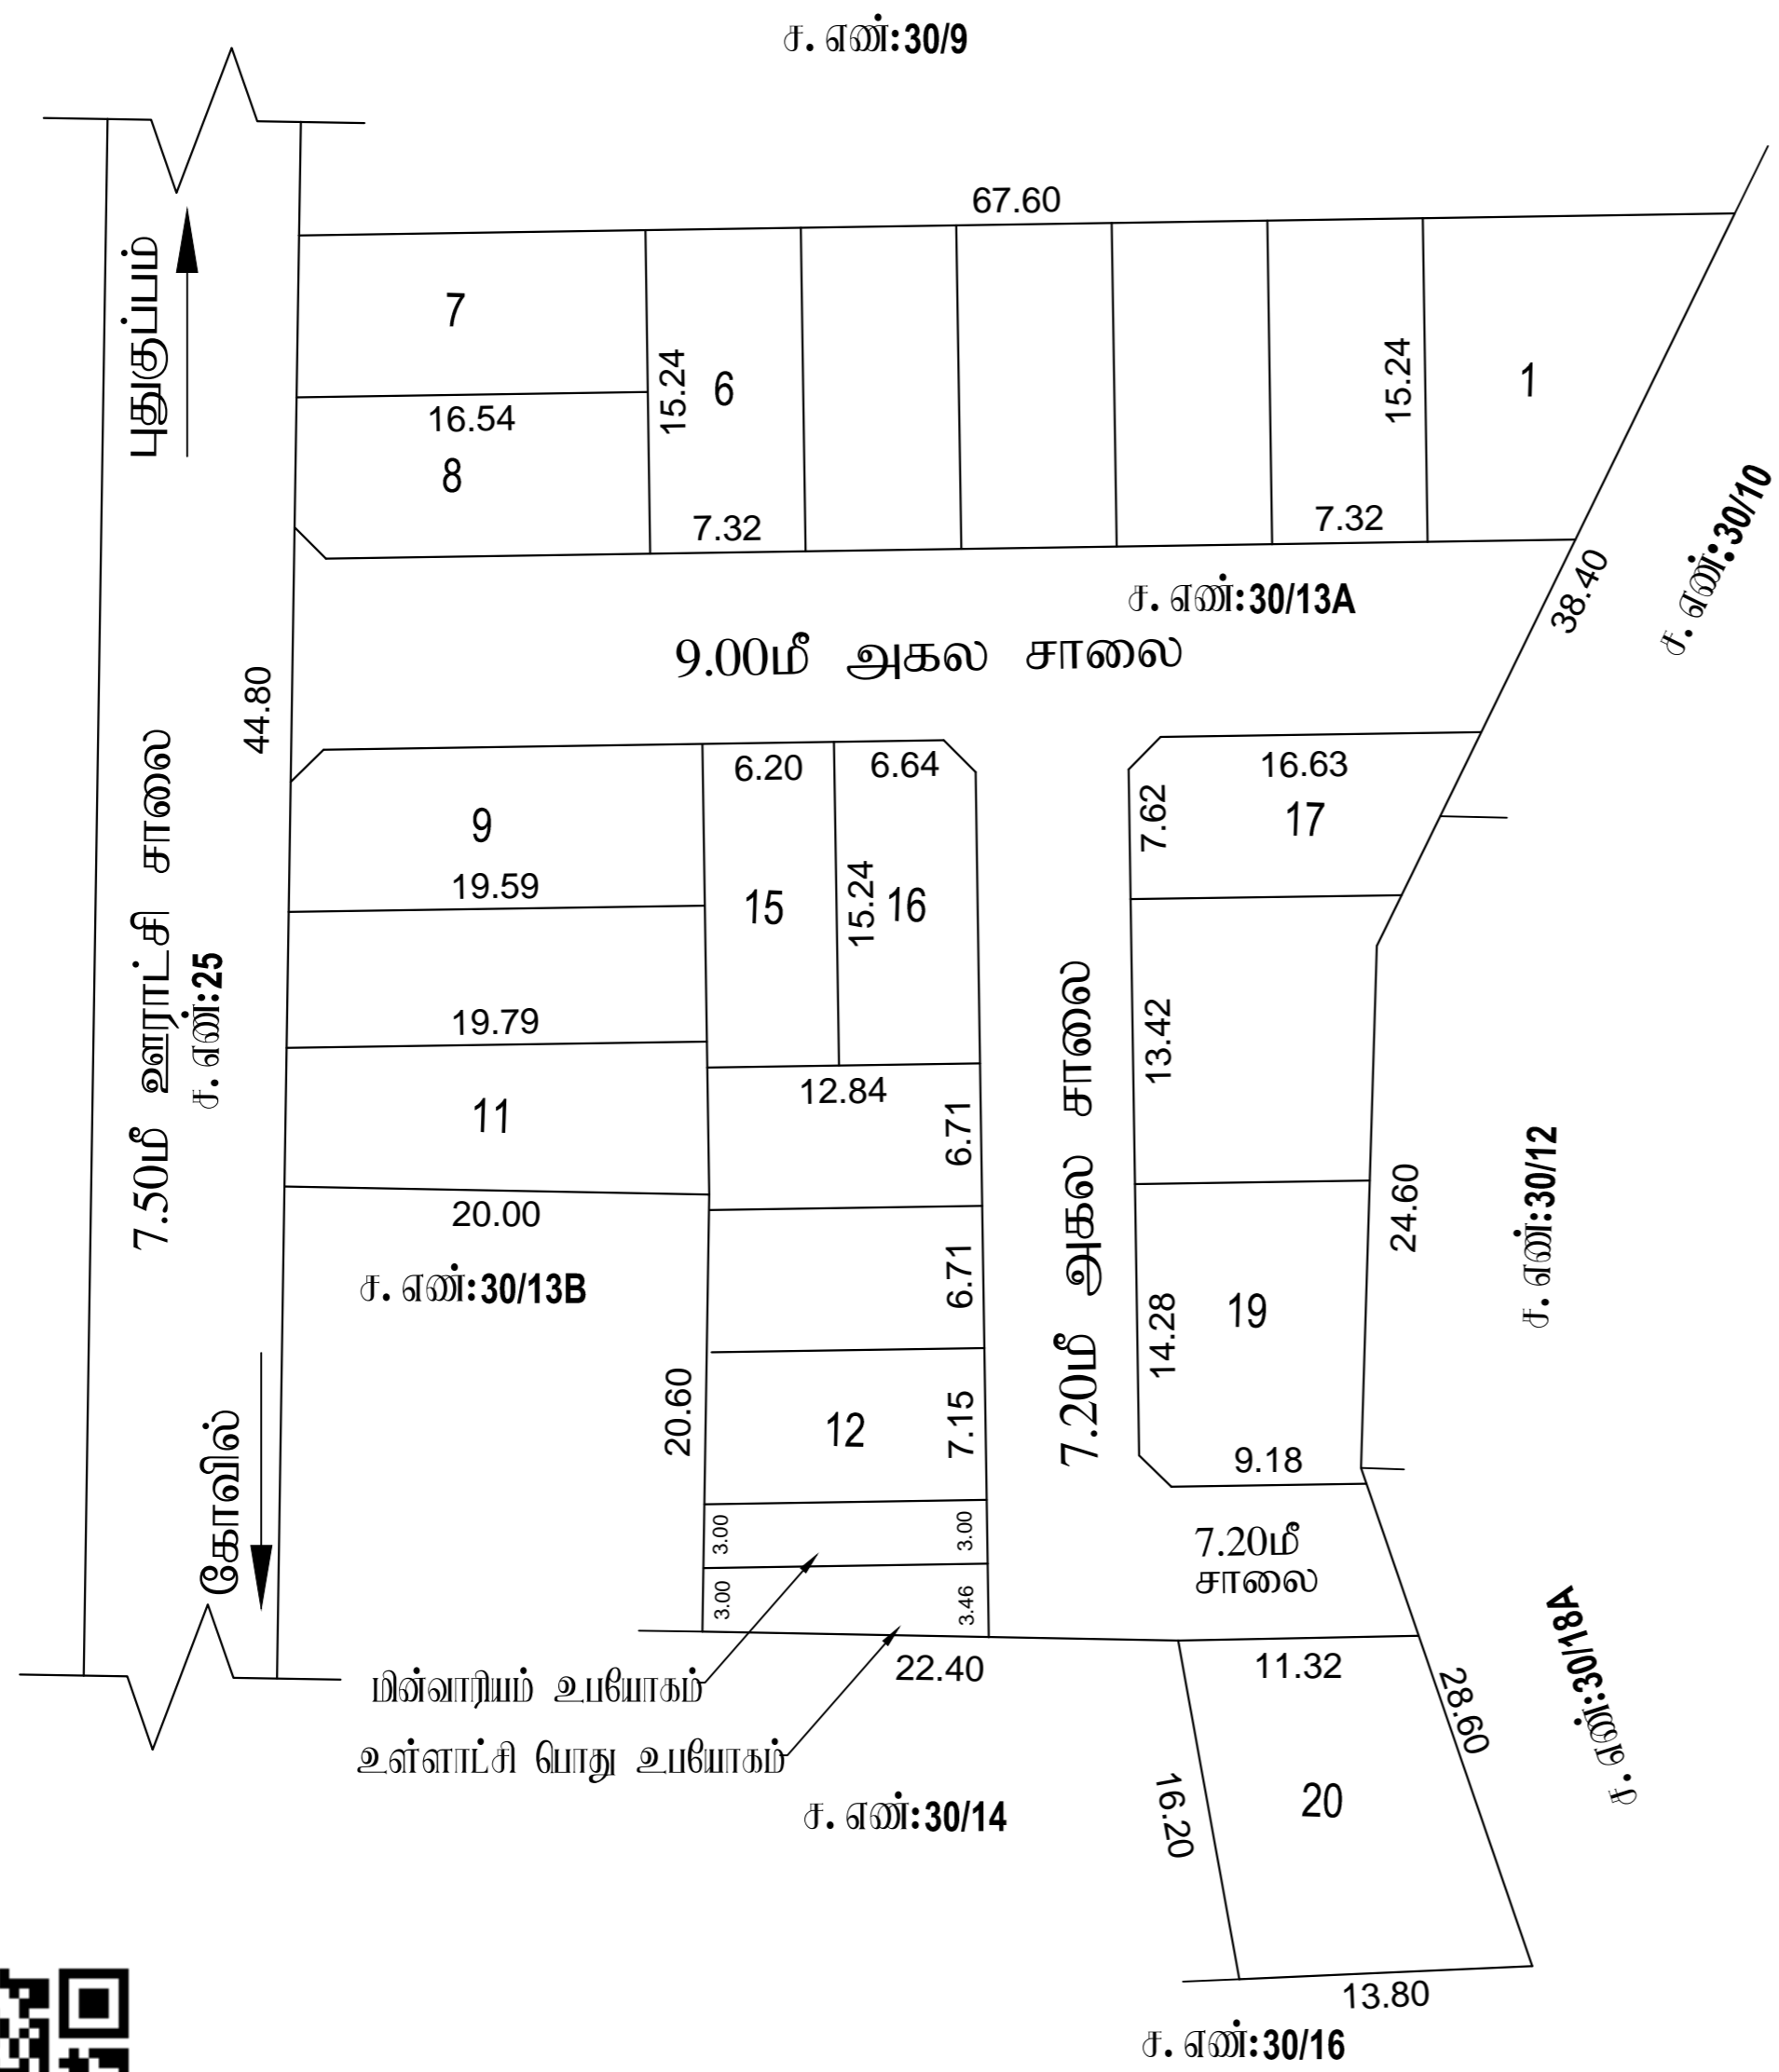 ச. எண்:30/9
67.60
புதுகுப்பம்
7
15.24
6
15.24
1
16.54
8
7.32
7.32
ச. எண்:30/10
38.40
ச. எண்:30/13A
9.00மீ அகல சாலை
44.80
7.50மீ ஊராட்சி சாலை
ச. எண்:25
6.20
6.64
16.63
7.62
17
9
19.59
15
15.24
16
19.79
13.42
7.20மீ அகல சாலை
12.84
11
6.71
20.00
24.60
ச. எண்:30/12
ச. எண்:30/13B
6.71
14.28
19
20.60
12
7.15
9.18
கோவில்
3.00
3.00
7.20மீ
சாலை
3.00
3.46
22.40
11.32
28.60
ச. எண்:30/18A
மின்வாரியம் உபயோகம்
உள்ளாட்சி பொது உபயோகம்
16.20
20
ச. எண்:30/14
13.80
ச. எண்:30/16